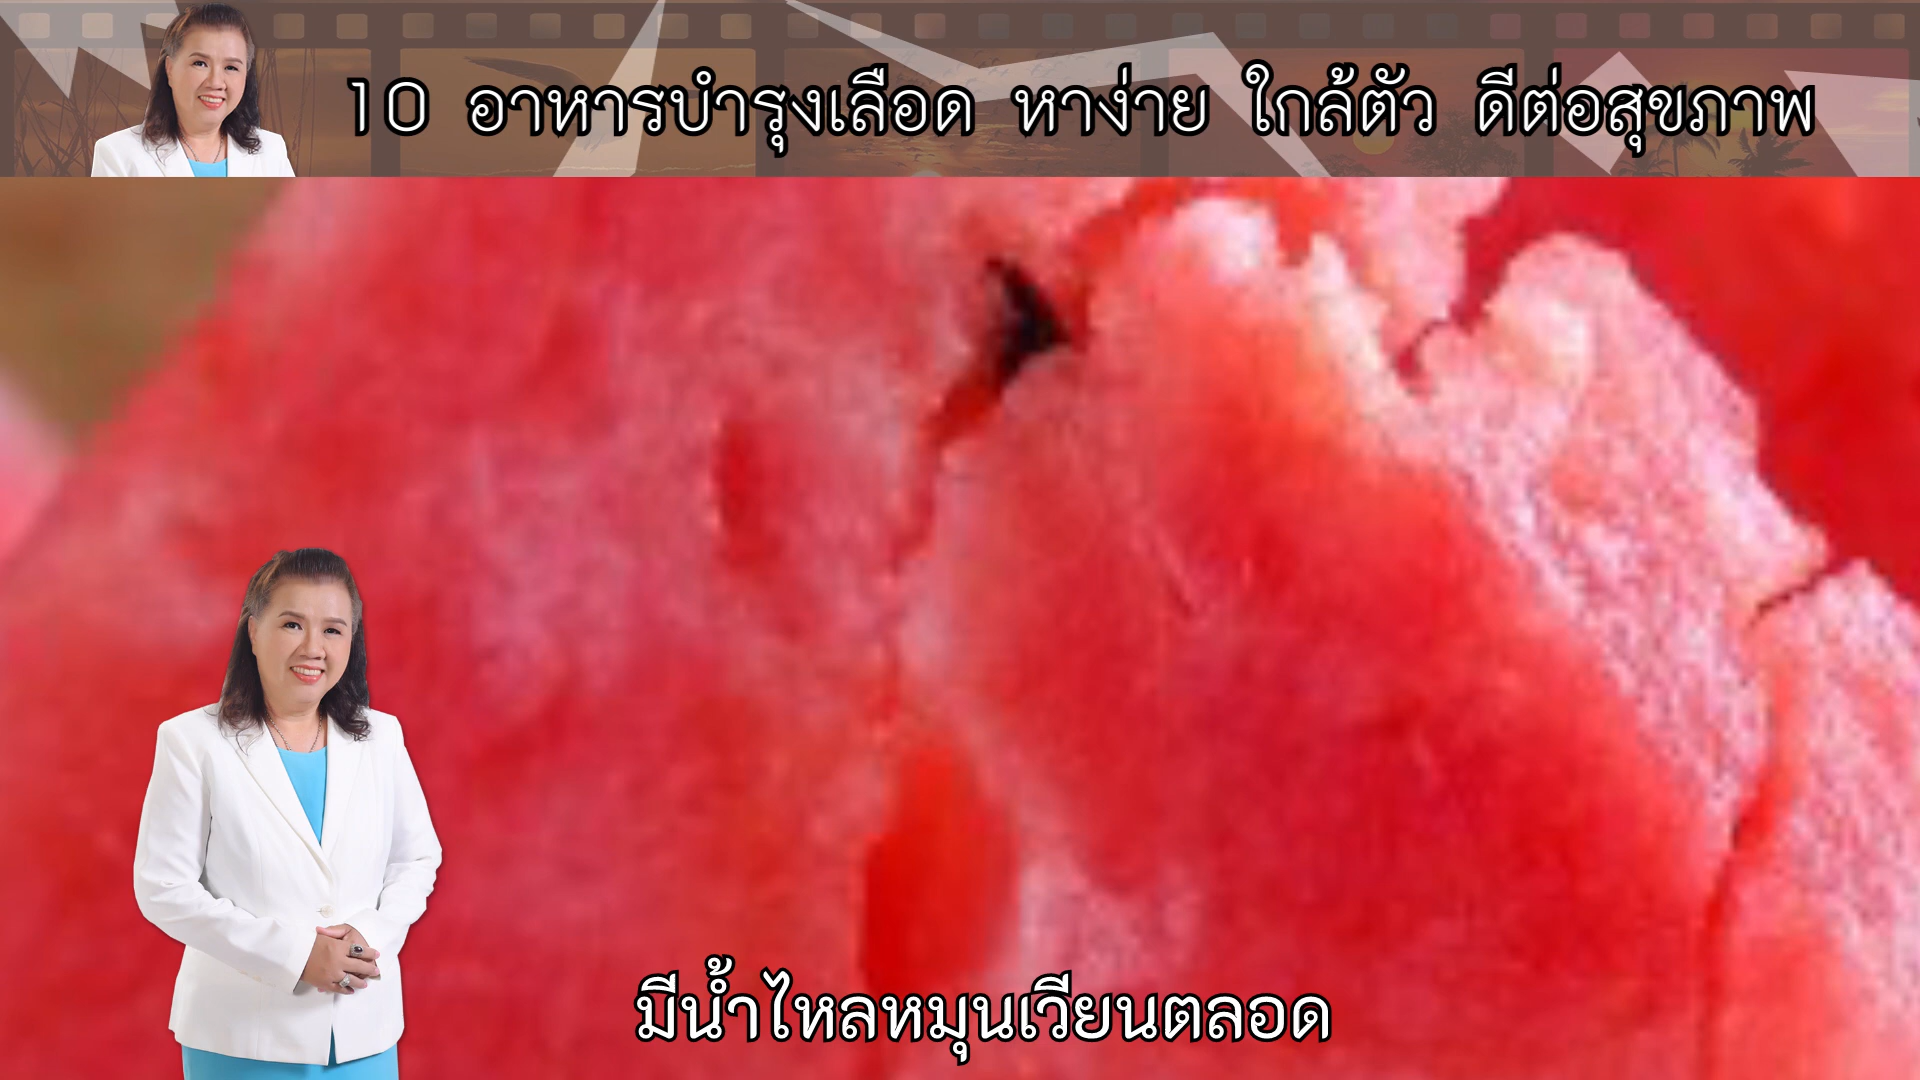 10 อาหารบำรุงเลือด หาง่าย ใกล้ตัว ดีต่อสุขภาพ
มีน้ำไหลหมุนเวียนตลอด